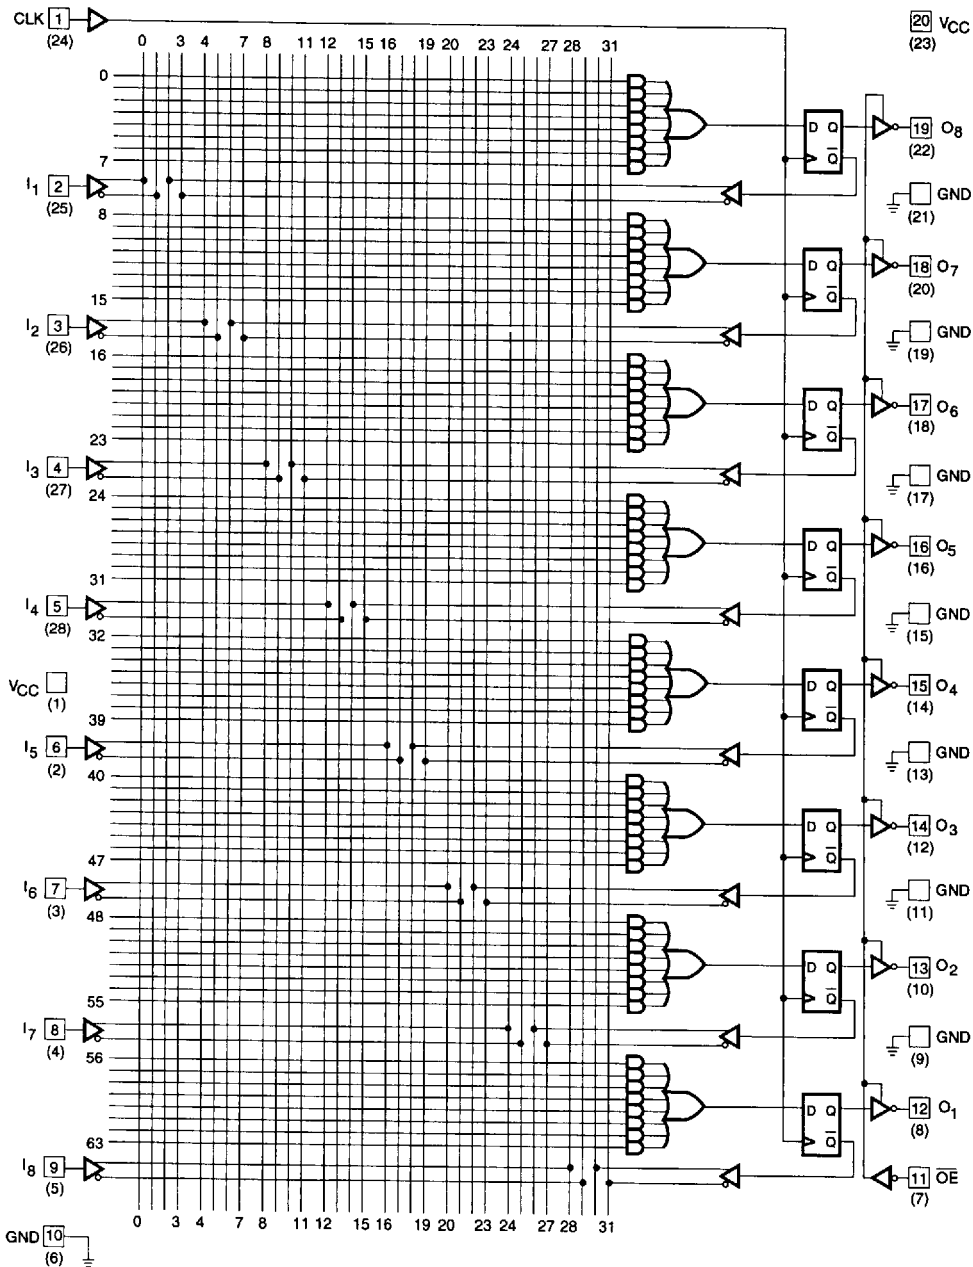 CLK 1
(24)
20 VCC
(23)
0 3 4 7 8 11 12 15 16 19 20 23 24 27 28 31
0
D Q
Q̅
19 O8
(22)
7
I1 2
(25)
GND
(21)
8
D Q
Q̅
18 O7
(20)
15
I2 3
(26)
GND
(19)
16
D Q
Q̅
17 O6
(18)
23
I3 4
(27)
GND
(17)
24
D Q
Q̅
16 O5
(16)
31
I4 5
(28)
GND
(15)
32
VCC
(1)
D Q
Q̅
15 O4
(14)
39
I5 6
(2)
GND
(13)
40
D Q
Q̅
14 O3
(12)
47
I6 7
(3)
GND
(11)
48
D Q
Q̅
13 O2
(10)
55
I7 8
(4)
GND
(9)
56
D Q
Q̅
12 O1
(8)
63
I8 9
(5)
11 O̅E̅
(7)
0 3 4 7 8 11 12 15 16 19 20 23 24 27 28 31
GND 10
(6)